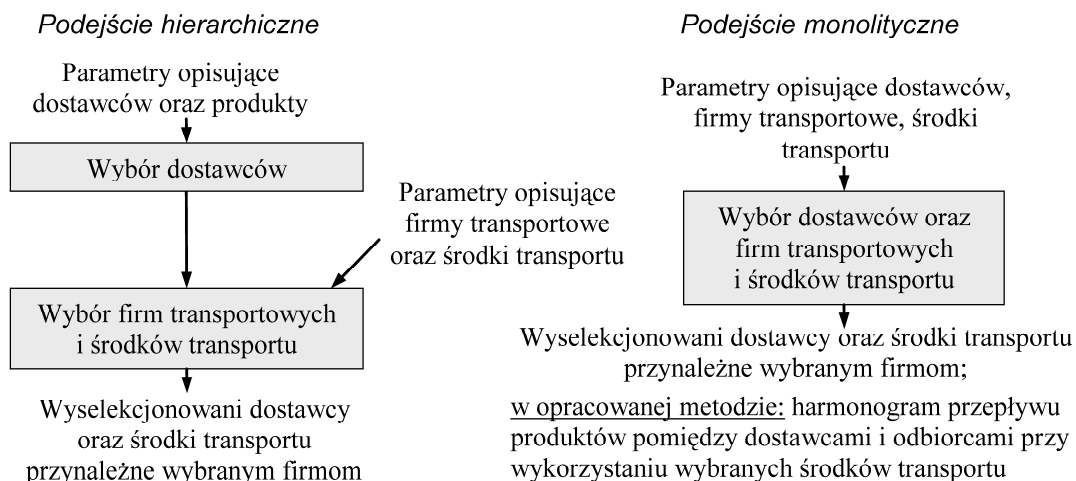 Podejście hierarchiczne
Parametry opisujące
dostawców oraz produkty
Wybór dostawców
Parametry opisujące
firmy transportowe
oraz środki transportu
Wybór firm transportowych
i środków transportu
Wyselekcjonowani dostawcy
oraz środki transportu
przynależne wybranym firmom
Podejście monolityczne
Parametry opisujące dostawców,
firmy transportowe, środki
transportu
Wybór dostawców oraz
firm transportowych
i środków transportu
Wyselekcjonowani dostawcy oraz środki transportu
przynależne wybranym firmom;
w opracowanej metodzie: harmonogram przepływu
produktów pomiędzy dostawcami i odbiorcami przy
wykorzystaniu wybranych środków transportu